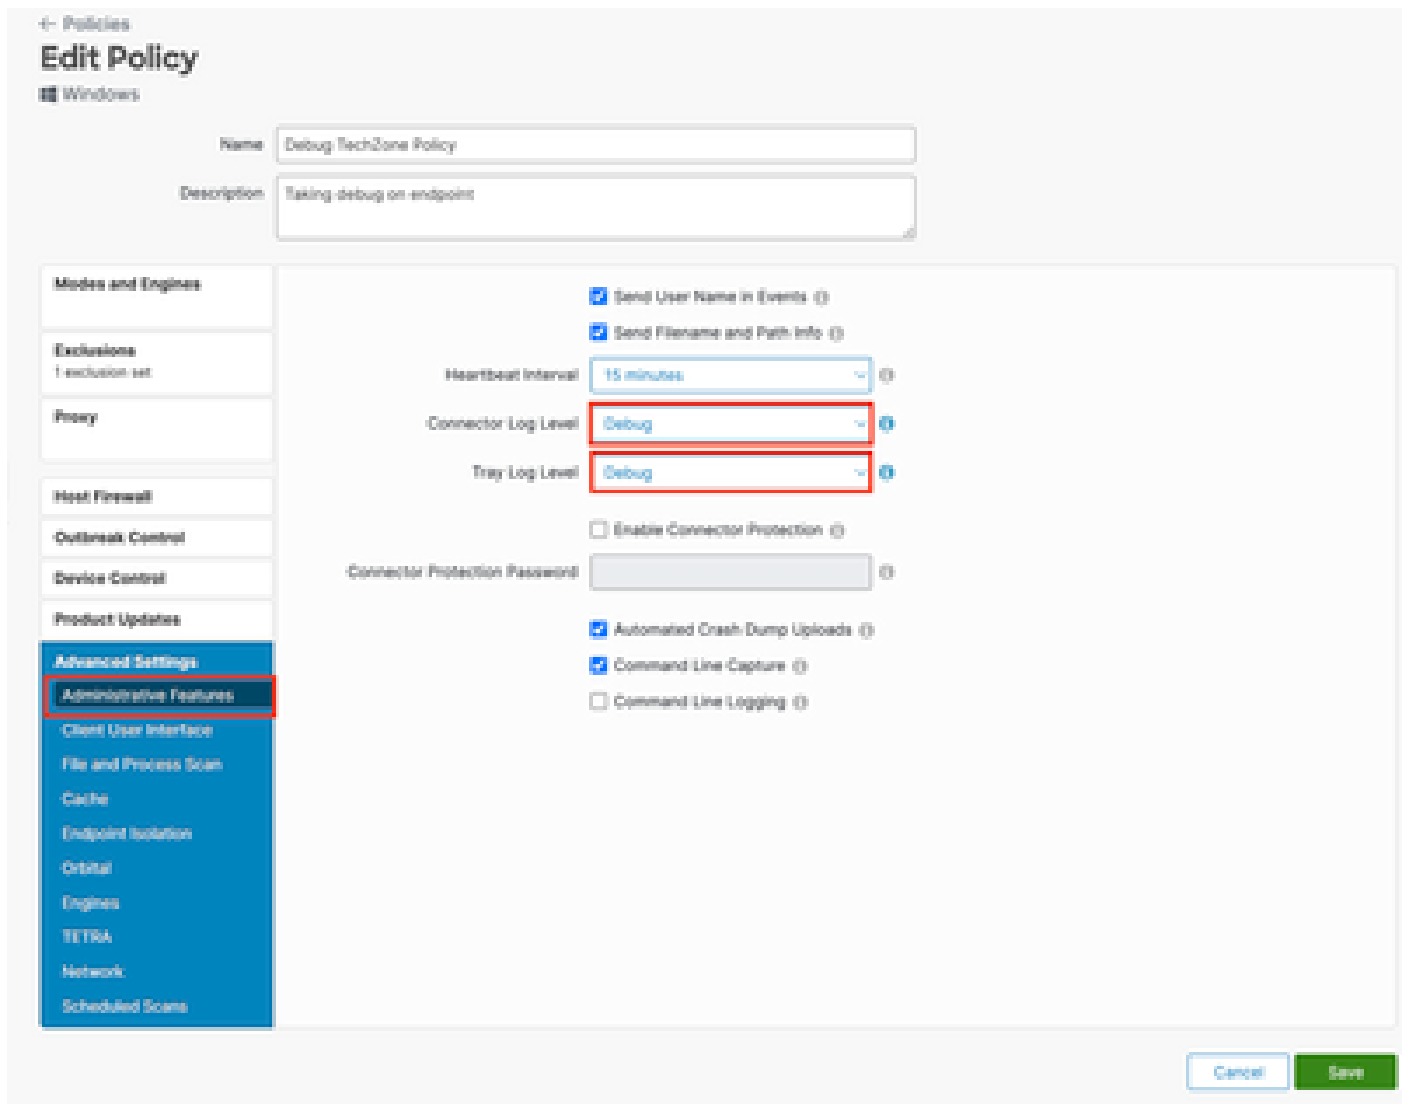 ← Policies
Edit Policy
Windows
Name
Debug TechZone Policy
Description
Taking debug on endpoint
Modes and Engines
Exclusions
1 exclusion set
Proxy
Host Firewall
Outbreak Control
Device Control
Product Updates
Advanced Settings
Administrative Features
Client User Interface
File and Process Scan
Cache
Endpoint Isolation
Orbital
Engines
TETRA
Network
Scheduled Scans
Send User Name in Events
Send Filename and Path Info
Heartbeat Interval 15 minutes
Connector Log Level Debug
Tray Log Level Debug
Enable Connector Protection
Connector Protection Password
Automated Crash Dump Uploads
Command Line Capture
Command Line Logging
Cancel Save